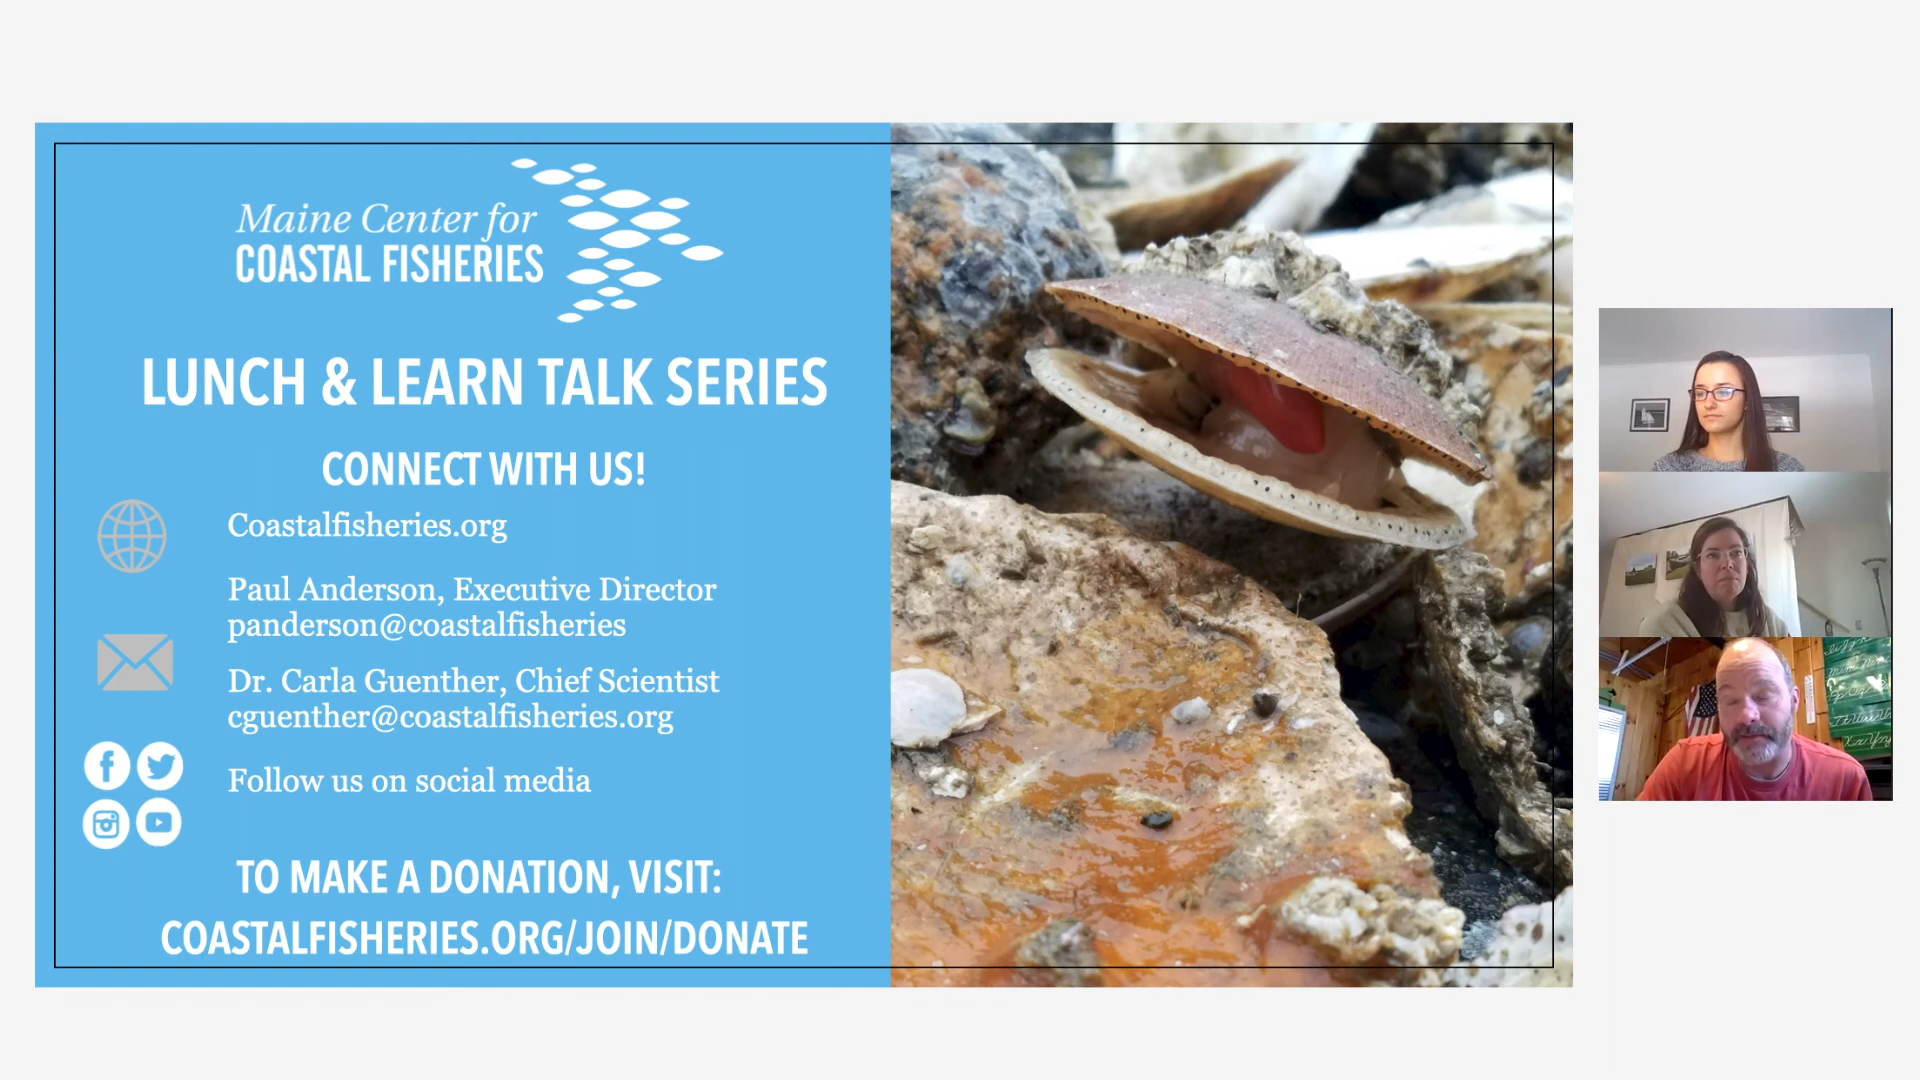 Maine Center for
COASTAL FISHERIES
LUNCH & LEARN TALK SERIES
CONNECT WITH US!
Coastalfisheries.org
Paul Anderson, Executive Director
panderson@coastalfisheries
Dr. Carla Guenther, Chief Scientist
cguenther@coastalfisheries.org
Follow us on social media
TO MAKE A DONATION, VISIT:
COASTALFISHERIES.ORG/JOIN/DONATE